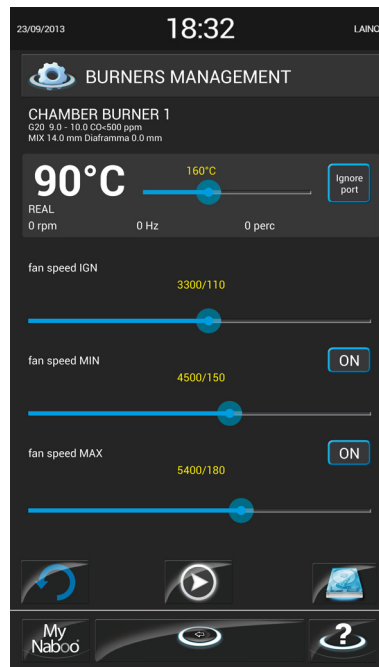 23/09/2013 18:32 LAINO
BURNERS MANAGEMENT
CHAMBER BURNER 1
G20 9.0 - 10.0 CO<500 ppm
MIX 14.0 mm Diaframma 0.0 mm
90°C 160°C Ignore port
REAL
0 rpm 0 Hz 0 perc
fan speed IGN
3300/110
fan speed MIN ON
4500/150
fan speed MAX ON
5400/180
My Naboo ?